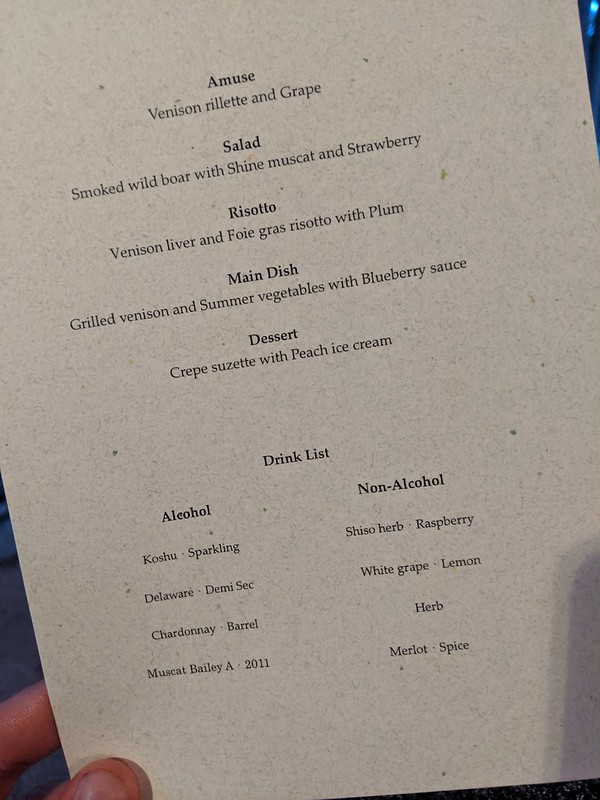 Amuse
Venison rillette and Grape
Salad
Smoked wild boar with Shine muscat and Strawberry
Risotto
Venison liver and Foie gras risotto with Plum
Main Dish
Grilled venison and Summer vegetables with Blueberry sauce
Dessert
Crepe suzette with Peach ice cream
Drink List
Alcohol
Koshu · Sparkling
Delaware · Demi Sec
Chardonnay · Barrel
Muscat Bailey A · 2011
Non-Alcohol
Shiso herb · Raspberry
White grape · Lemon
Herb
Merlot · Spice